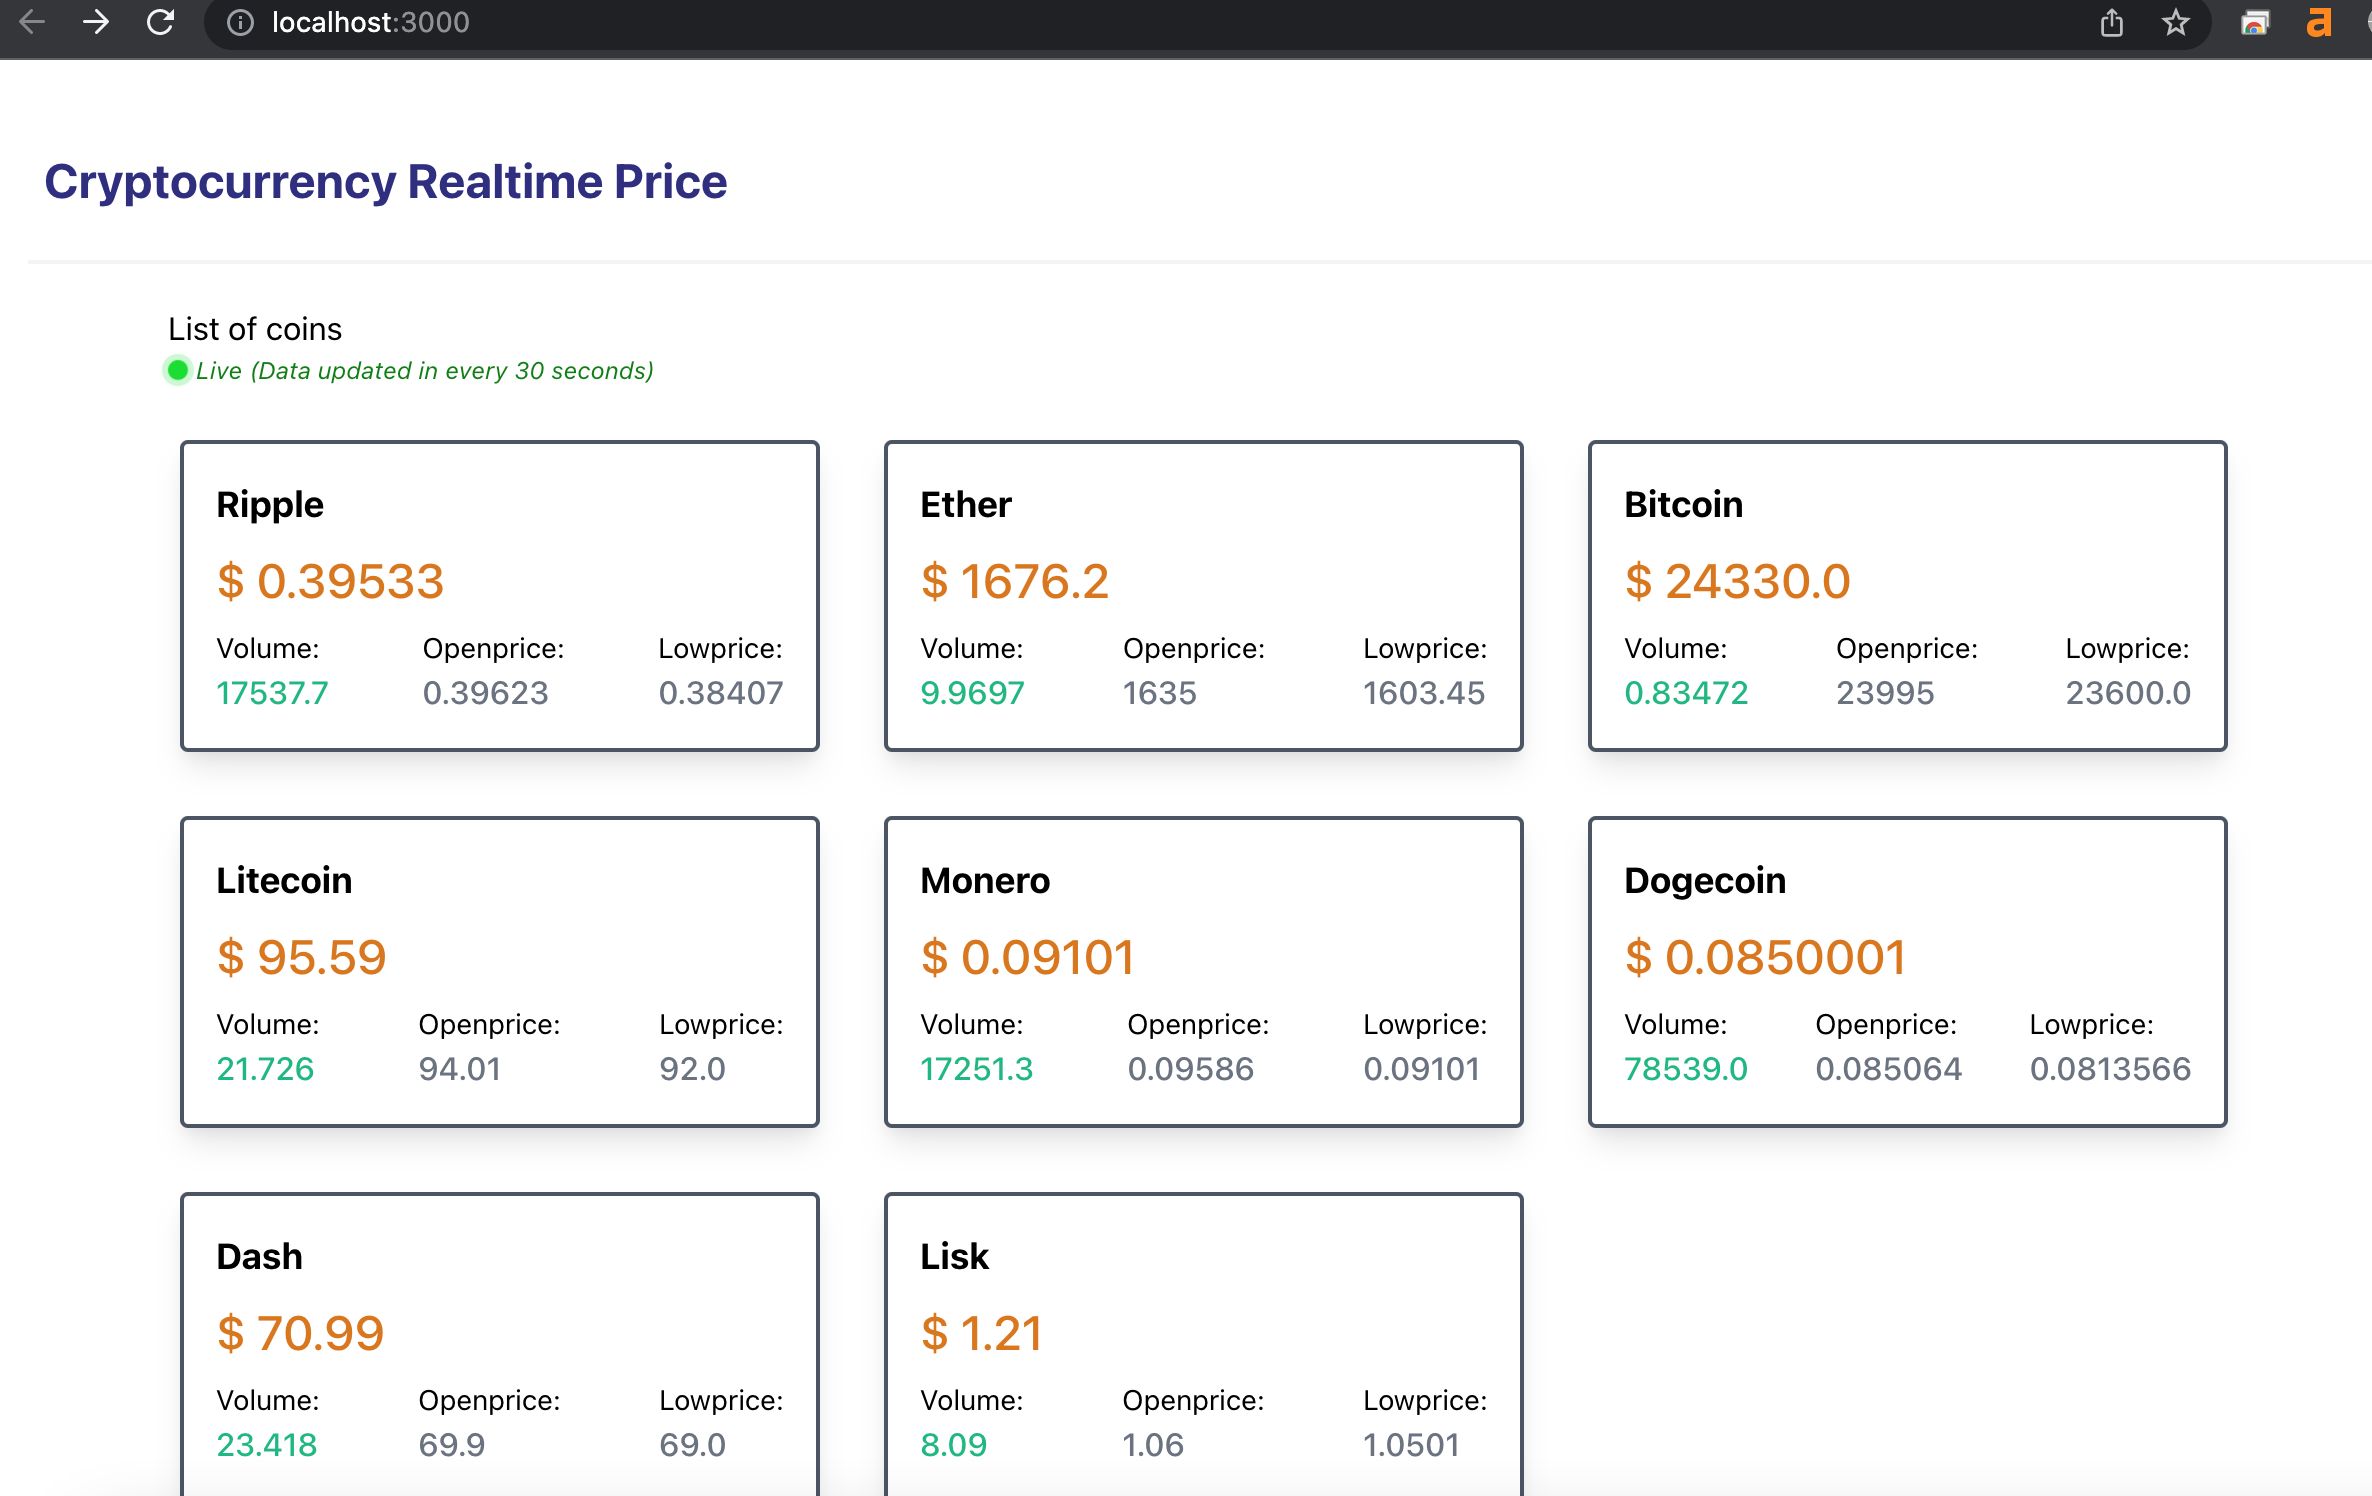 localhost:3000
Cryptocurrency Realtime Price
List of coins
Live (Data updated in every 30 seconds)
Ripple
$ 0.39533
Volume: Openprice: Lowprice:
17537.7 0.39623 0.38407
Ether
$ 1676.2
Volume: Openprice: Lowprice:
9.9697 1635 1603.45
Bitcoin
$ 24330.0
Volume: Openprice: Lowprice:
0.83472 23995 23600.0
Litecoin
$ 95.59
Volume: Openprice: Lowprice:
21.726 94.01 92.0
Monero
$ 0.09101
Volume: Openprice: Lowprice:
17251.3 0.09586 0.09101
Dogecoin
$ 0.0850001
Volume: Openprice: Lowprice:
78539.0 0.085064 0.0813566
Dash
$ 70.99
Volume: Openprice: Lowprice:
23.418 69.9 69.0
Lisk
$ 1.21
Volume: Openprice: Lowprice:
8.09 1.06 1.0501